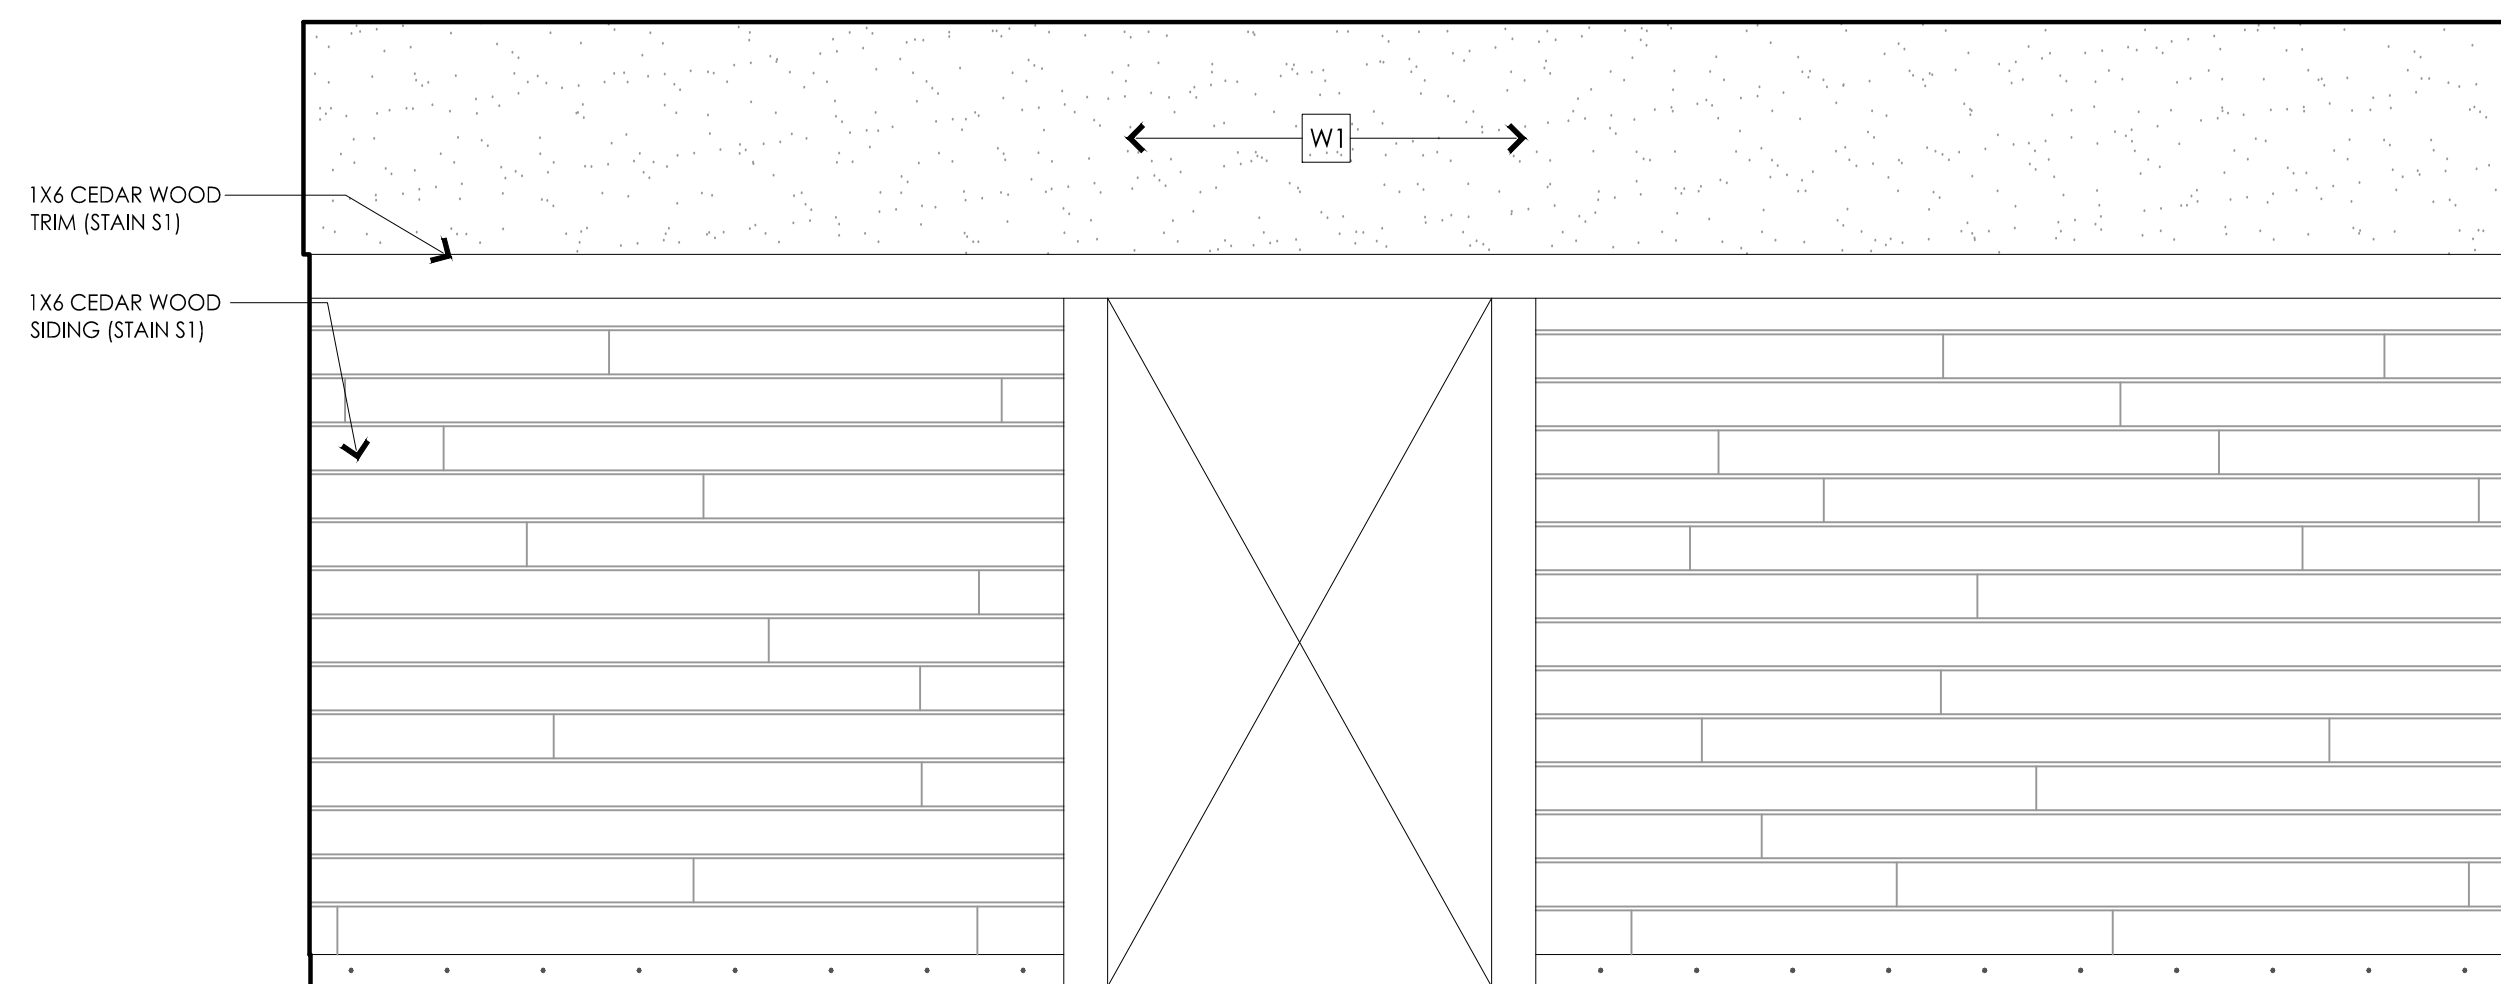 W1
1X6 CEDAR WOOD
TRIM (STAIN S1)
1X6 CEDAR WOOD
SIDING (STAIN S1)